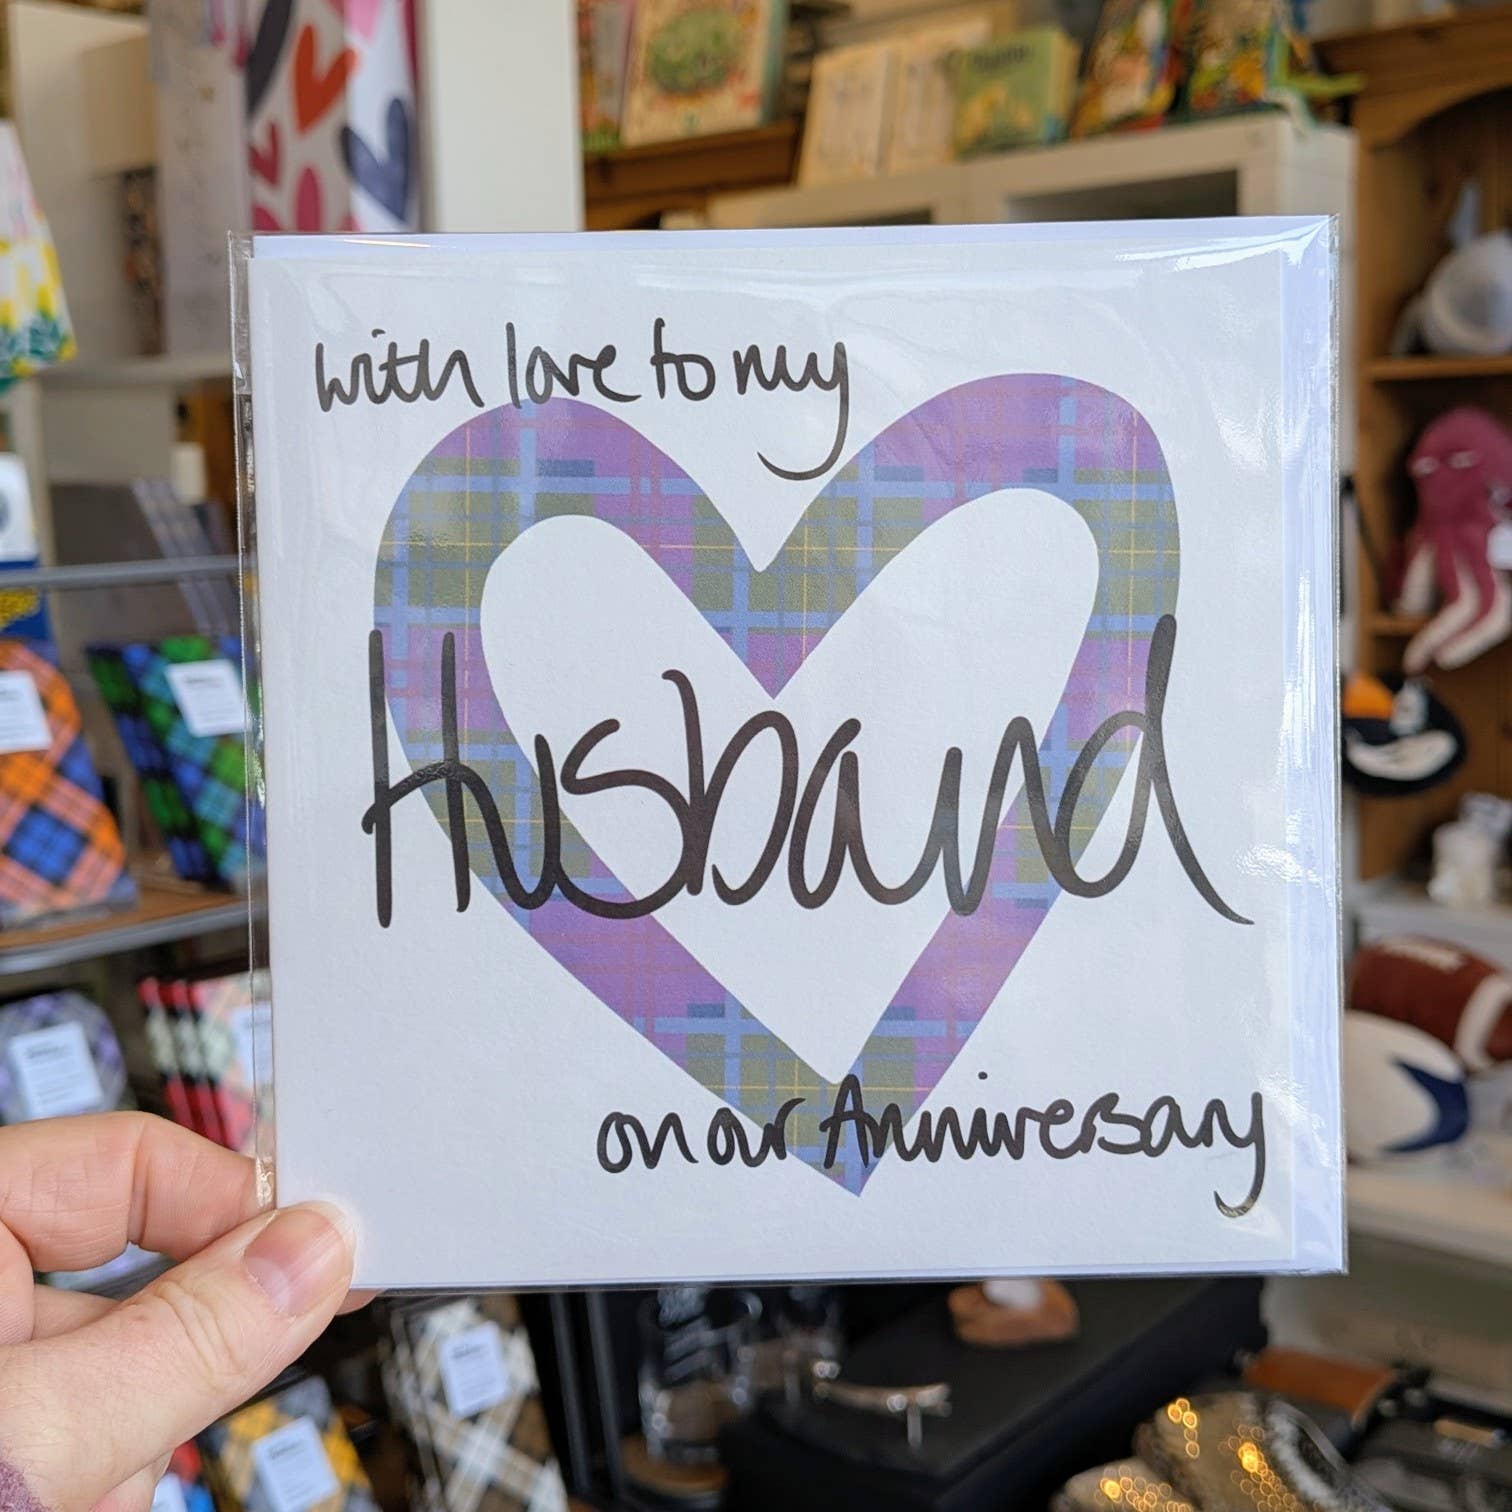 with love to my
Husband
on our Anniversary